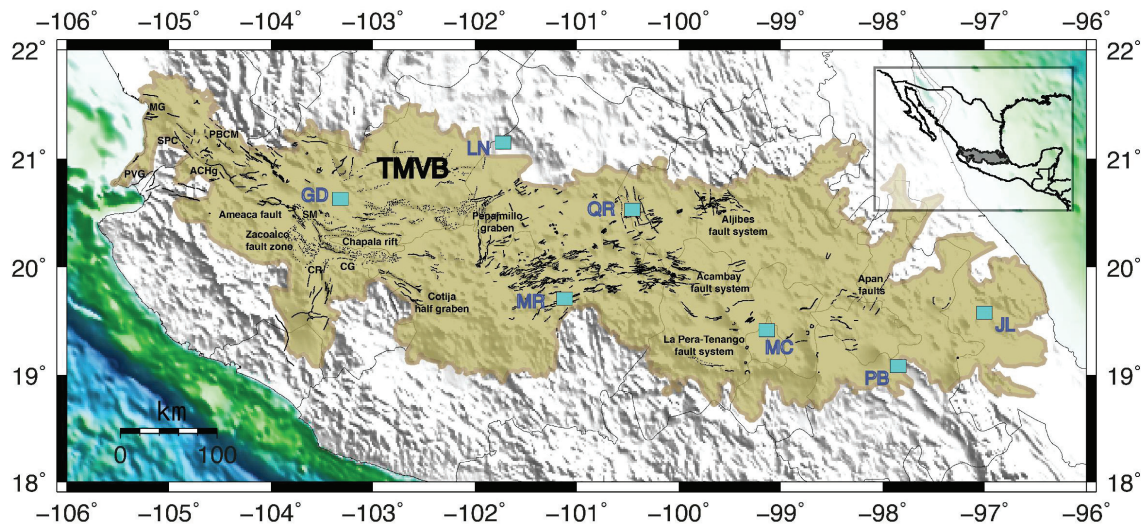 −106° −105° −104° −103° −102° −101° −100° −99° −98° −97° −96°
22° 22°
MG
SPC PBCM
LN
21° 21°
TMVB
PVG ACHg
GD
QR
Ameca fault SM
Penjamillo
graben
Aljibes
fault system
Zacoalco
fault zone
Chapala rift
20° 20°
CR CG
Cotija
half graben
MR
Acambay
fault system
Apan
faults
JL
La Pera-Tenango
fault system
MC
PB
19° 19°
km
0 100
18° 18°
−106° −105° −104° −103° −102° −101° −100° −99° −98° −97° −96°